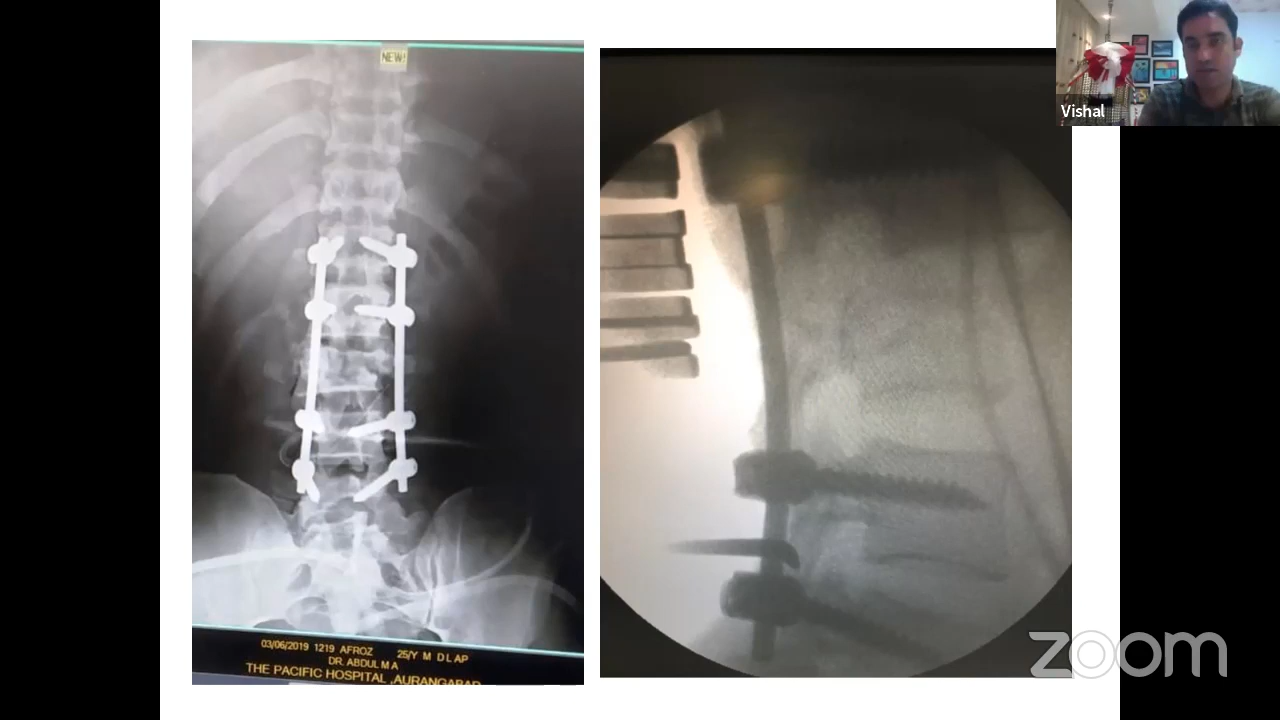 NEW!
Vishal
03/06/2019 1219 AFROZ 25/Y M D L AP
DR. ABDUL M A
THE PACIFIC HOSPITAL ,AURANGABAD
zoom